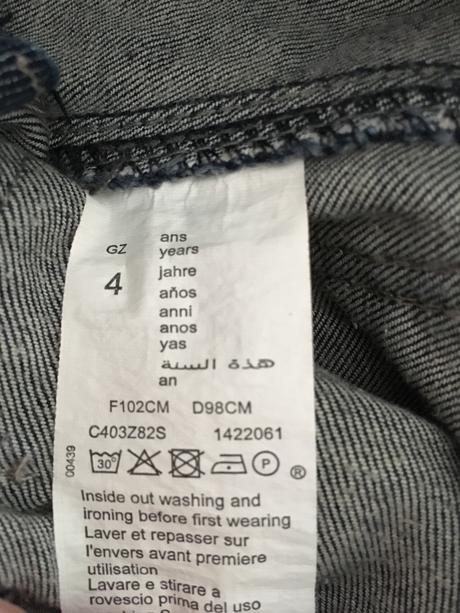 ans
GZ years
4 jahre
años
anni
anos
yas
هذة السنة
an
F102CM D98CM
C403Z82S 1422061
00439
30° P ®
Inside out washing and
ironing before first wearing
Laver et repasser sur
l'envers avant premiere
utilisation
Lavare e stirare a
rovescio prima del uso